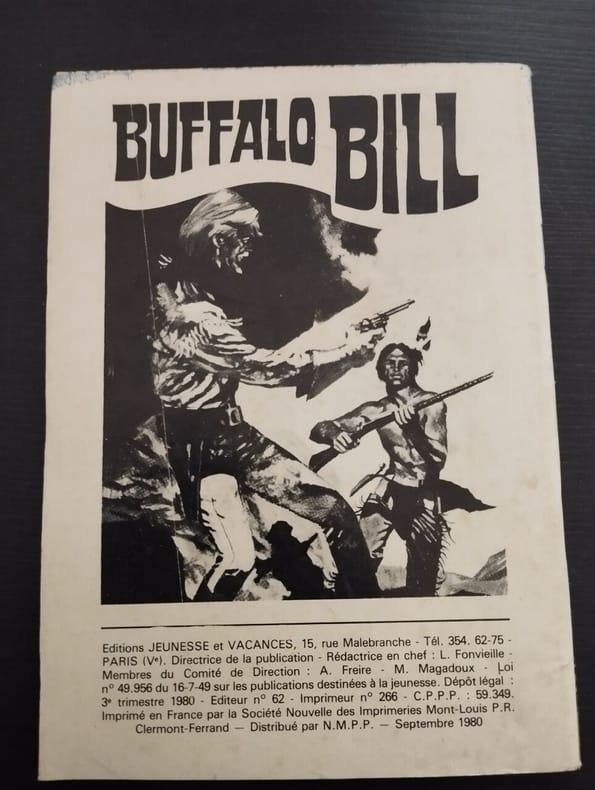 BUFFALO BILL
Editions JEUNESSE et VACANCES, 15, rue Malebranche - Tél. 354. 62-75 -
PARIS (Vᵉ). Directrice de la publication - Rédactrice en chef : L. Fonvieille -
Membres du Comité de Direction : A. Freire - M. Magadoux - Loi
nº 49.956 du 16-7-49 sur les publications destinées à la jeunesse. Dépôt légal :
3ᵉ trimestre 1980 - Editeur nº 62 - Imprimeur nº 266 - C.P.P.P. : 59.349.
Imprimé en France par la Société Nouvelle des Imprimeries Mont-Louis P.R.
Clermont-Ferrand — Distribué par N.M.P.P. — Septembre 1980